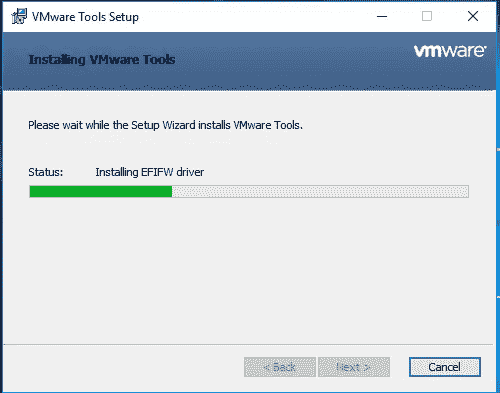 VMware Tools Setup
Installing VMware Tools
vmware
Please wait while the Setup Wizard installs VMware Tools.
Status: Installing EFIFW driver
< Back Next > Cancel